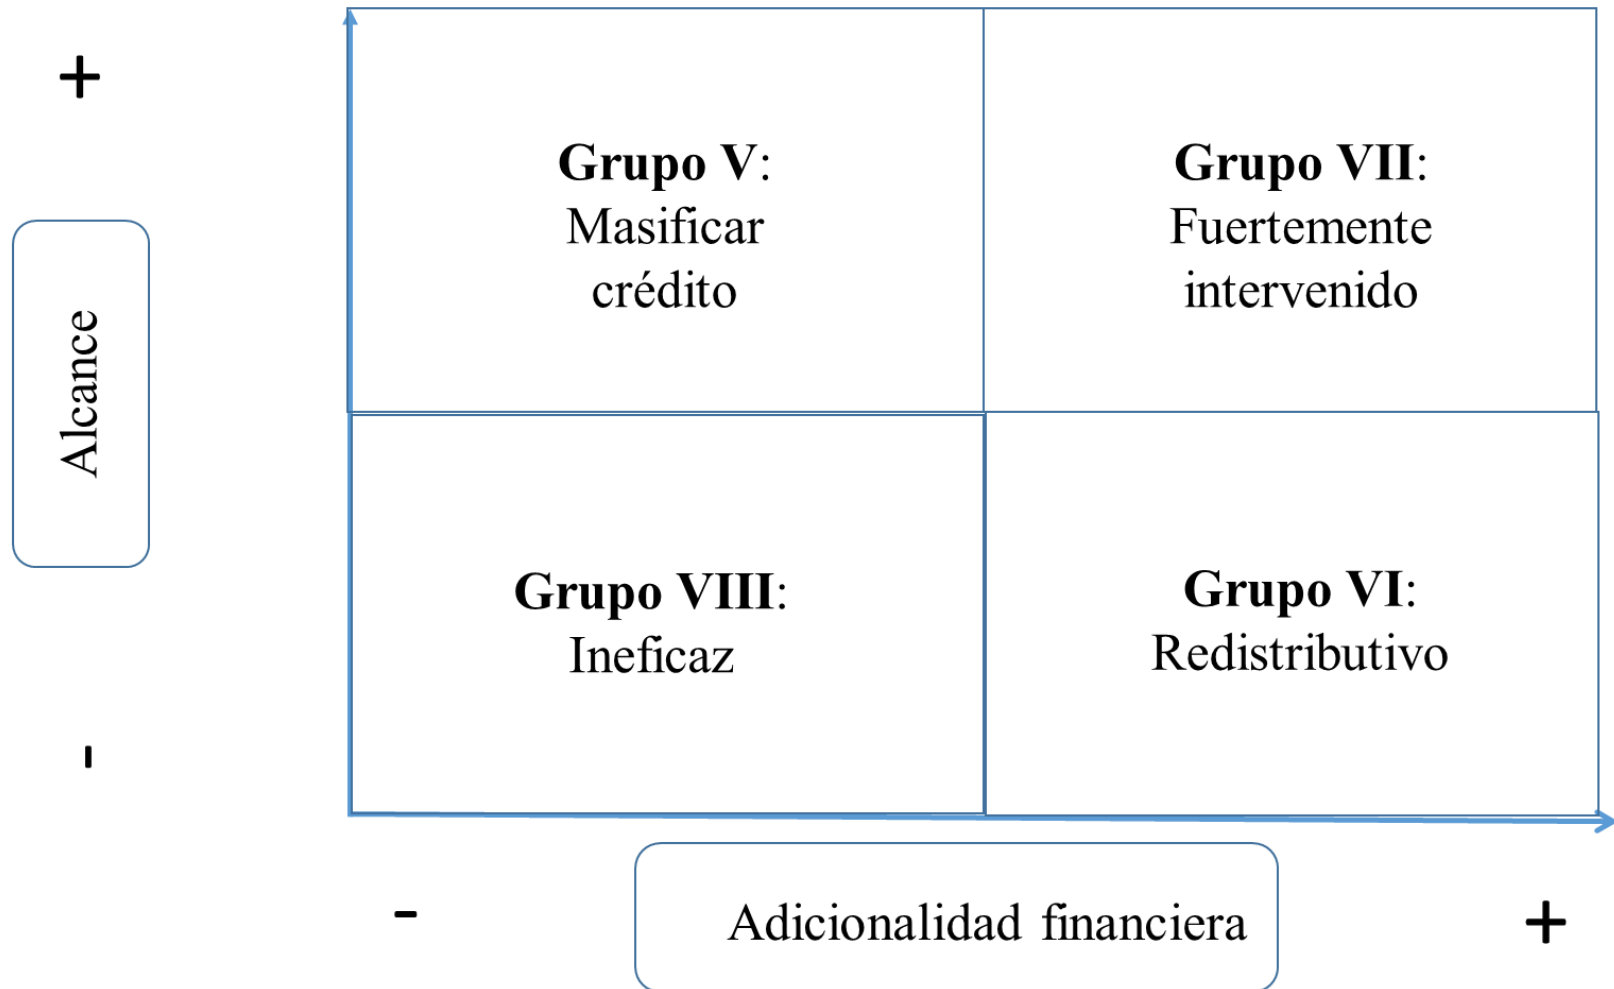 +
Grupo V:
Masificar
crédito
Grupo VII:
Fuertemente
intervenido
Alcance
Grupo VIII:
Ineficaz
Grupo VI:
Redistributivo
-
-
Adicionalidad financiera
+